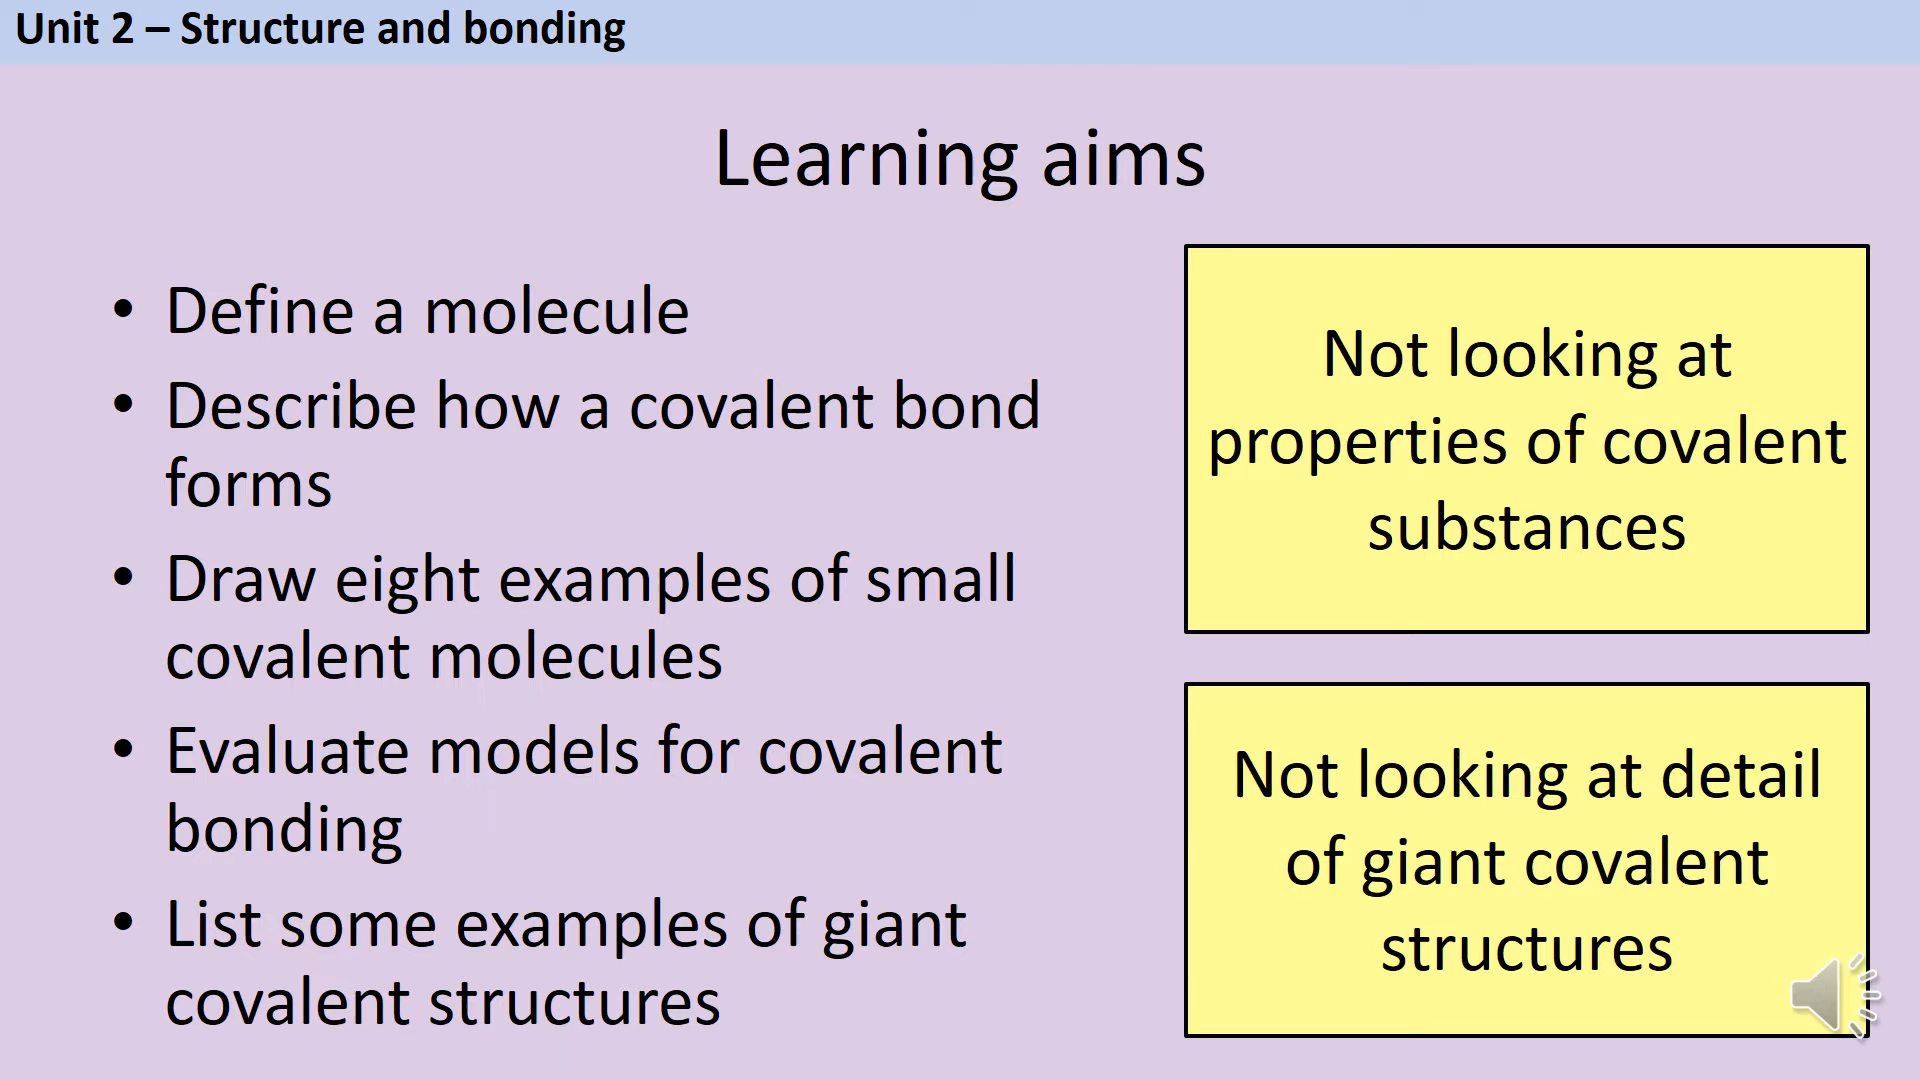 Unit 2 – Structure and bonding
Learning aims
• Define a molecule
• Describe how a covalent bond
forms
• Draw eight examples of small
covalent molecules
• Evaluate models for covalent
bonding
• List some examples of giant
covalent structures
Not looking at
properties of covalent
substances
Not looking at detail
of giant covalent
structures